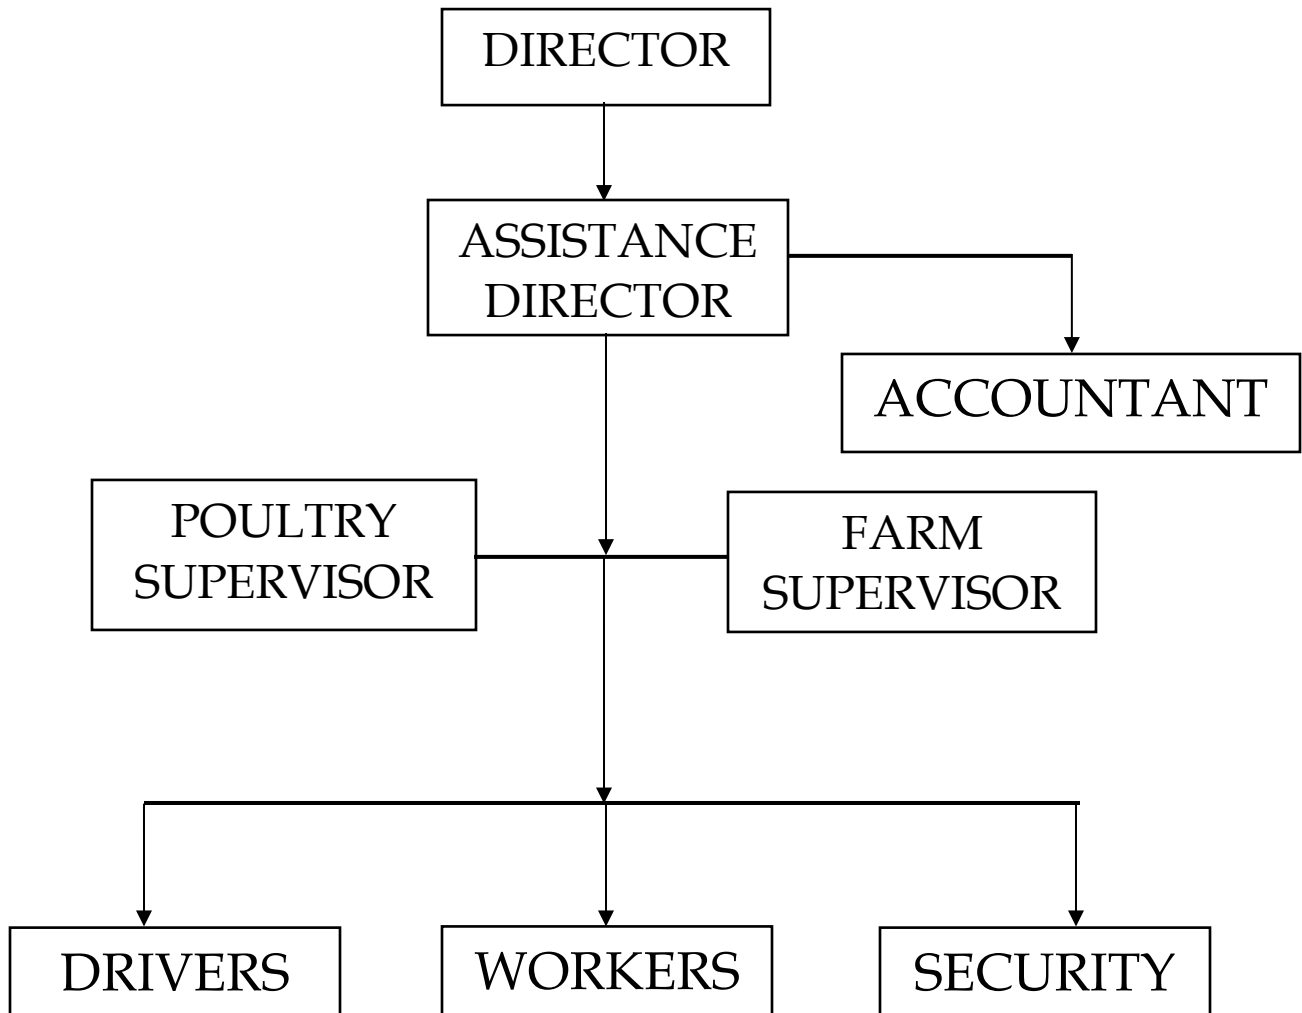 DIRECTOR
ASSISTANCE
DIRECTOR
ACCOUNTANT
POULTRY
SUPERVISOR
FARM
SUPERVISOR
DRIVERS
WORKERS
SECURITY